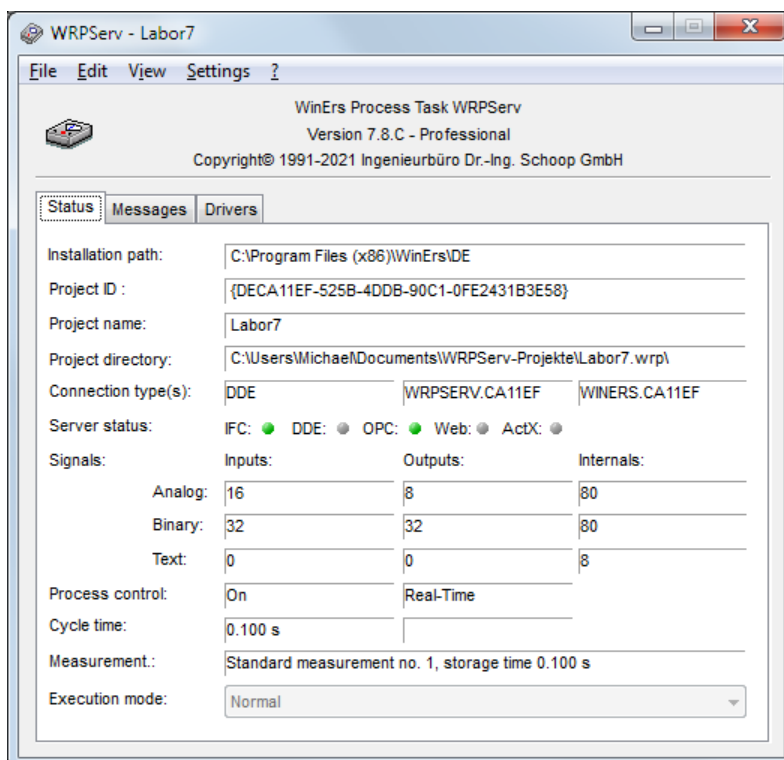 WRPServ - Labor7
File Edit View Settings ?
WinErs Process Task WRPServ
Version 7.8.C - Professional
Copyright© 1991-2021 Ingenieurbüro Dr.-Ing. Schoop GmbH
Status Messages Drivers
Installation path: C:\Program Files (x86)\WinErs\DE
Project ID : {DECA11EF-525B-4DDB-90C1-0FE2431B3E58}
Project name: Labor7
Project directory: C:\Users\Michael\Documents\WRPServ-Projekte\Labor7.wrp\
Connection type(s): DDE WRPSERV.CA11EF WINERS.CA11EF
Server status: IFC: DDE: OPC: Web: ActX:
Signals: Inputs: Outputs: Internals:
Analog: 16 8 80
Binary: 32 32 80
Text: 0 0 8
Process control: On Real-Time
Cycle time: 0.100 s
Measurement.: Standard measurement no. 1, storage time 0.100 s
Execution mode: Normal